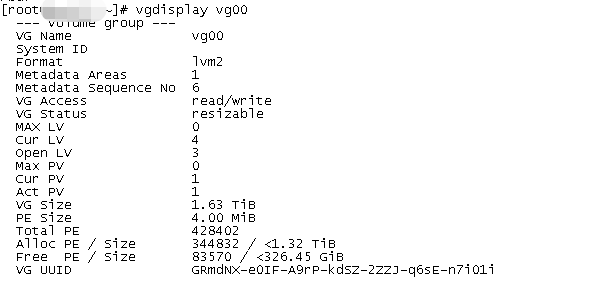 [root ~]# vgdisplay vg00
--- Volume group ---
VG Name vg00
System ID
Format lvm2
Metadata Areas 1
Metadata Sequence No 6
VG Access read/write
VG Status resizable
MAX LV 0
Cur LV 4
Open LV 3
Max PV 0
Cur PV 1
Act PV 1
VG Size 1.63 TiB
PE Size 4.00 MiB
Total PE 428402
Alloc PE / Size 344832 / <1.32 TiB
Free PE / Size 83570 / <326.45 GiB
VG UUID GRmdNX-e0IF-A9rP-kdSZ-2ZZJ-q6sE-n7i01i